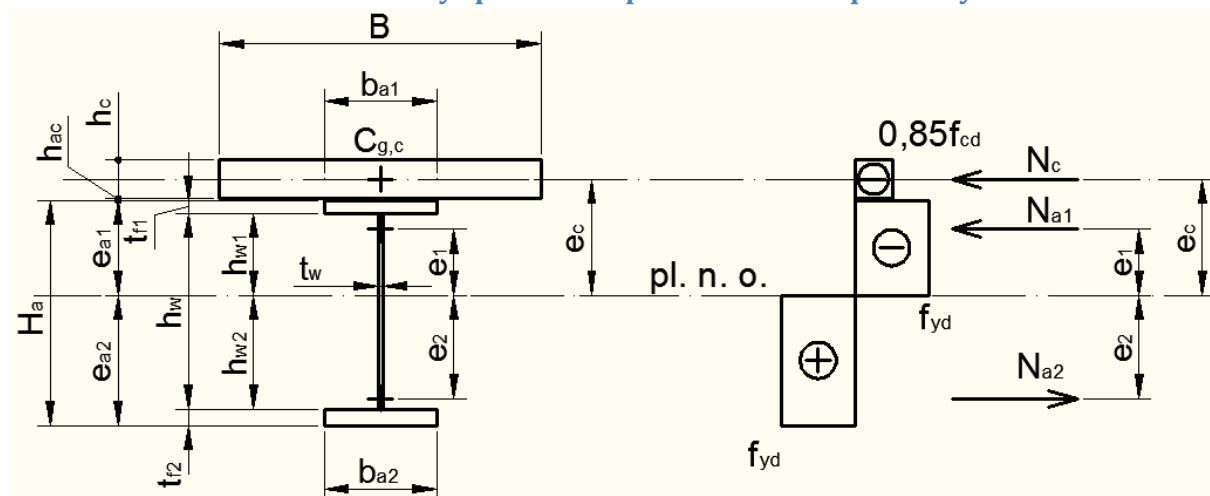 B
ba1
hc
hac
Cg,c
0,85fcd
Nc
tf1
Na1
ea1
hw1
e1
ec
e1
ec
Ha
hw
tw
pl. n. o.
fyd
ea2
hw2
e2
e2
Na2
tf2
ba2
fyd